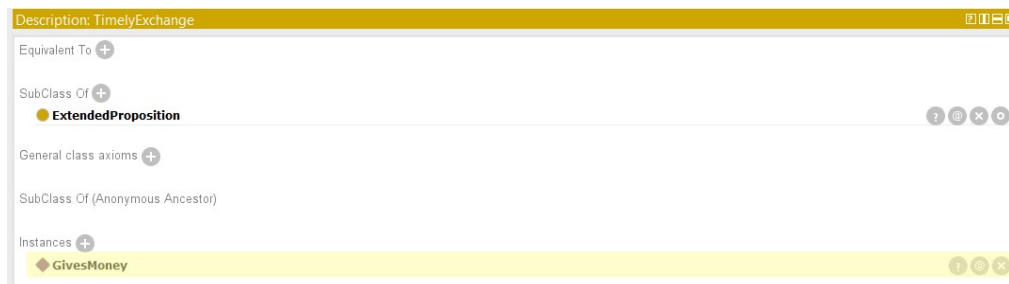 Description: TimelyExchange
Equivalent To
SubClass Of
ExtendedProposition
General class axioms
SubClass Of (Anonymous Ancestor)
Instances
GivesMoney